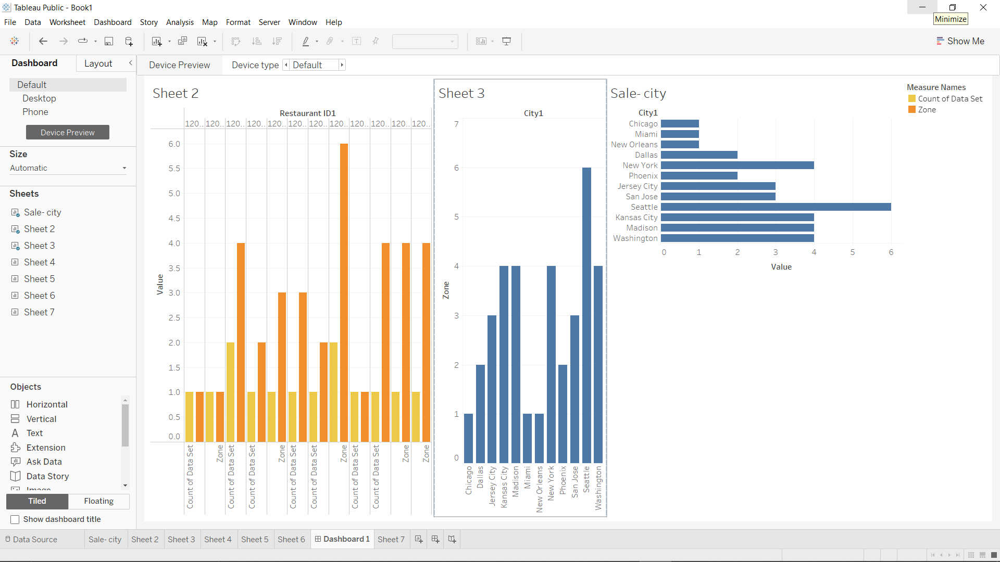 Tableau Public - Book1
Minimize
File Data Worksheet Dashboard Story Analysis Map Format Server Window Help
Show Me
Dashboard Layout
Device Preview Device type Default
Default
Desktop
Phone
Device Preview
Size
Automatic
Sheets
Sale- city
Sheet 2
Sheet 3
Sheet 4
Sheet 5
Sheet 6
Sheet 7
Objects
Horizontal
Vertical
Text
Extension
Ask Data
Data Story
Image
Tiled Floating
Show dashboard title
Sheet 2
Restaurant ID1
120.. 120.. 120.. 120.. 120.. 120.. 120.. 120.. 120.. 120.. 120.. 120..
6.0
5.5
5.0
4.5
4.0
3.5
3.0
2.5
2.0
1.5
1.0
0.5
0.0
Value
Count of Data Set
Zone
Count of Data Set
Count of Data Set
Zone
Count of Data Set
Count of Data Set
Zone
Count of Data Set
Count of Data Set
Zone
Zone
Sheet 3
City1
7
6
5
4
3
2
1
0
Zone
Chicago
Dallas
Jersey City
Kansas City
Madison
Miami
New Orleans
New York
Phoenix
San Jose
Seattle
Washington
Sale- city
City1
Chicago
Miami
New Orleans
Dallas
New York
Phoenix
Jersey City
San Jose
Seattle
Kansas City
Madison
Washington
0 1 2 3 4 5 6
Value
Measure Names
Count of Data Set
Zone
Data Source Sale- city Sheet 2 Sheet 3 Sheet 4 Sheet 5 Sheet 6 Dashboard 1 Sheet 7